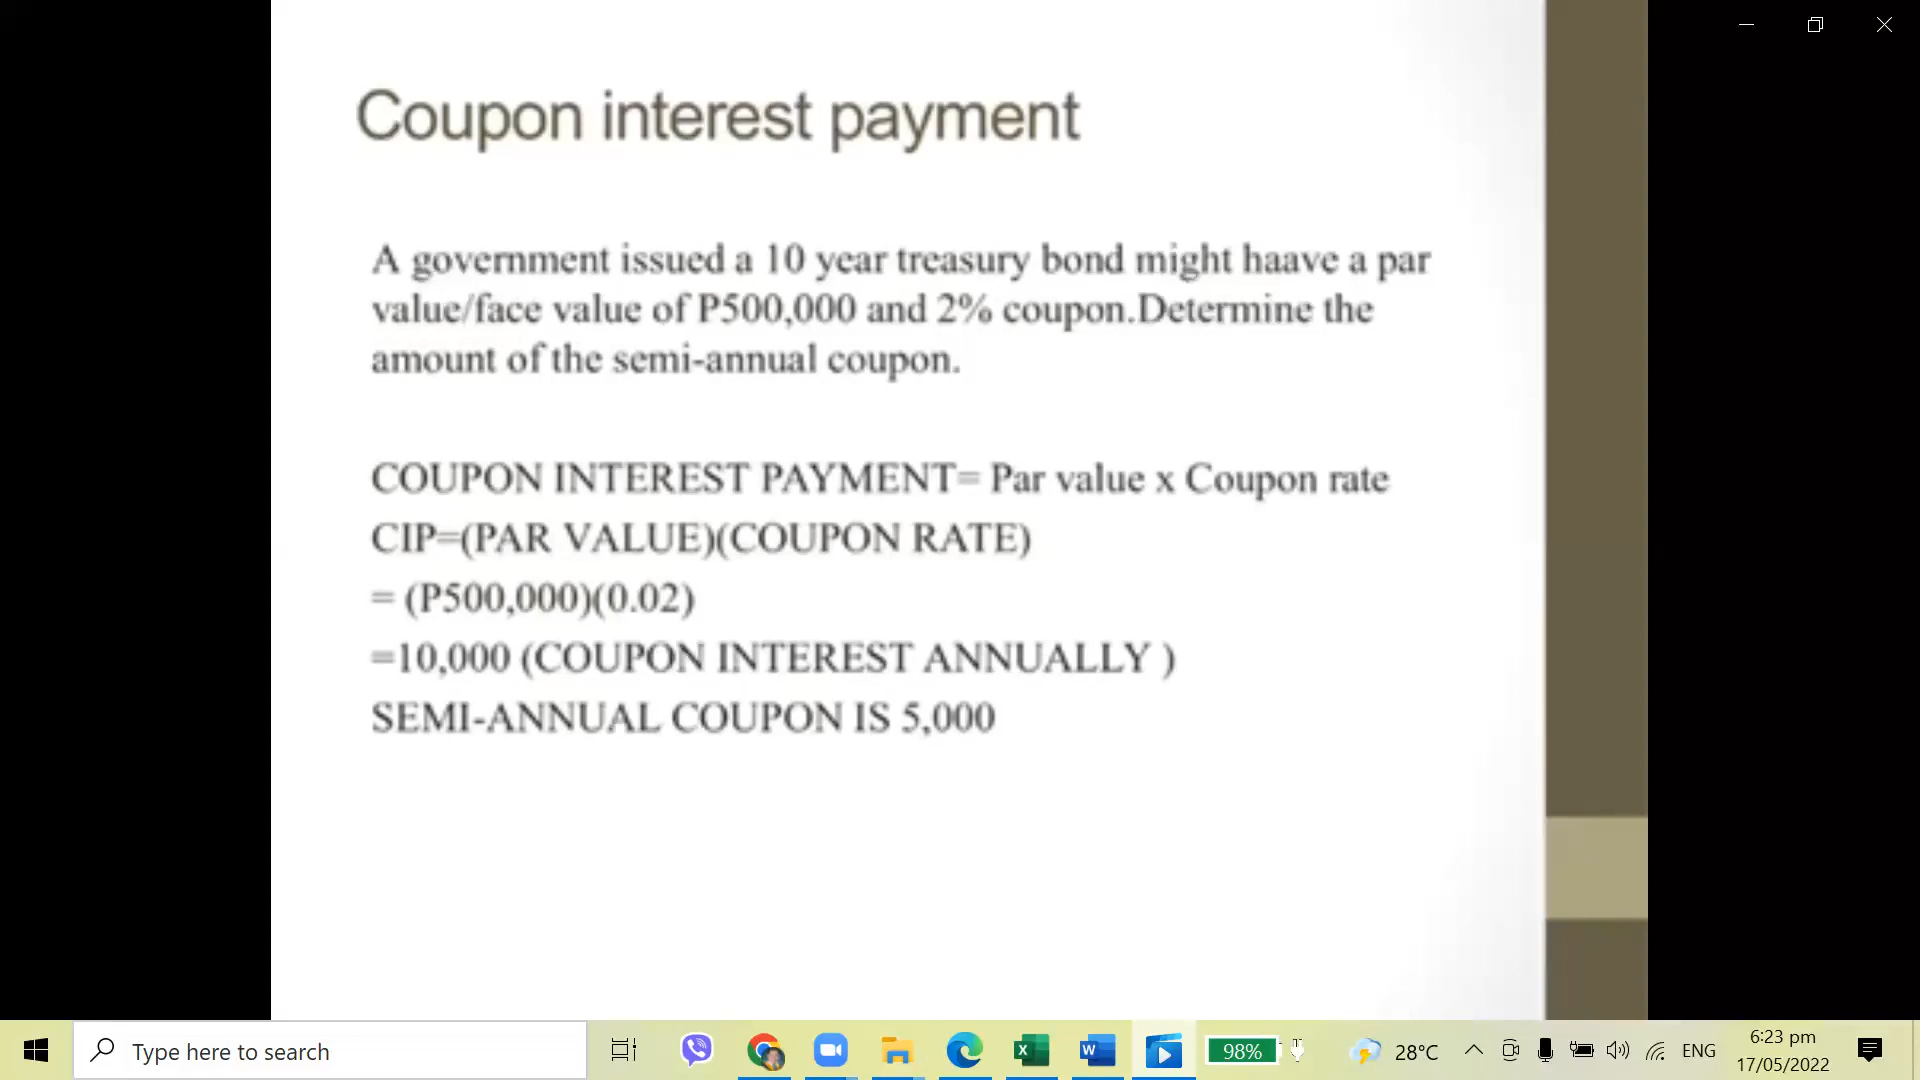 Coupon interest payment
A government issued a 10 year treasury bond might haave a par
value/face value of P500,000 and 2% coupon.Determine the
amount of the semi-annual coupon.
COUPON INTEREST PAYMENT= Par value x Coupon rate
CIP=(PAR VALUE)(COUPON RATE)
= (P500,000)(0.02)
=10,000 (COUPON INTEREST ANNUALLY )
SEMI-ANNUAL COUPON IS 5,000
Type here to search
98%
28°C
ENG
6:23 pm
17/05/2022